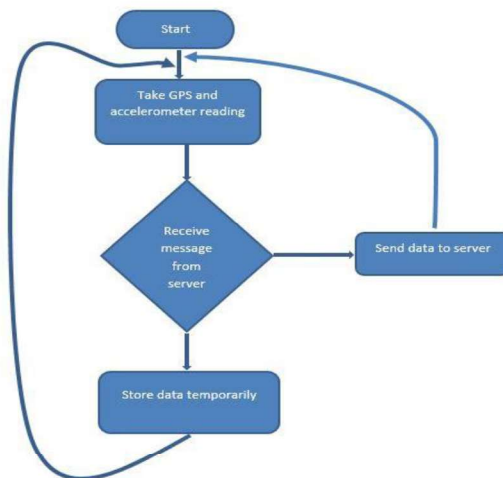 Start
Take GPS and
accelerometer reading
Receive
message
from
server
Send data to server
Store data temporarily